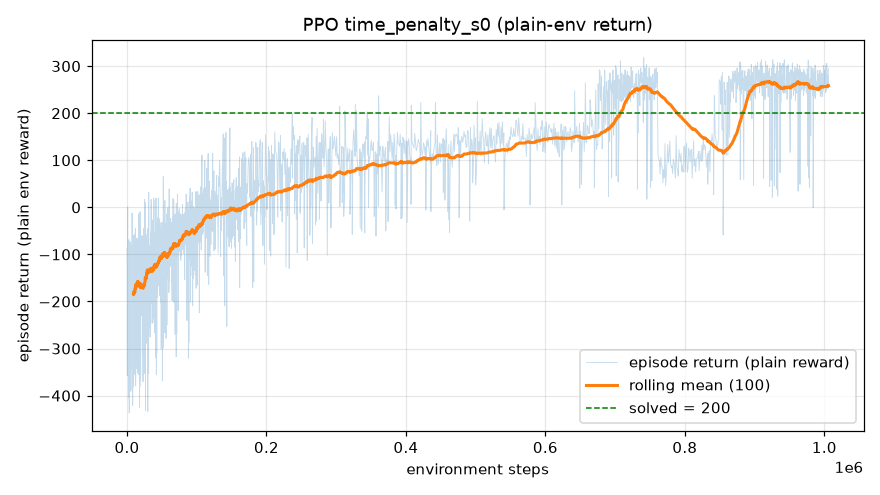 PPO time_penalty_s0 (plain-env return)
episode return (plain env reward)
300
200
100
0
−100
−200
−300
−400
episode return (plain reward)
rolling mean (100)
solved = 200
0.0 0.2 0.4 0.6 0.8 1.0
1e6
environment steps